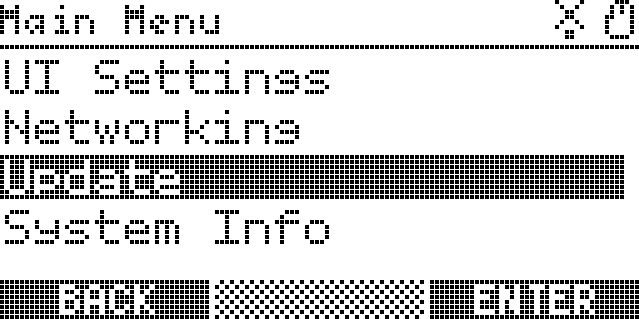 Main Menu
UI Settings
Networking
Update
System Info
BACK ENTER